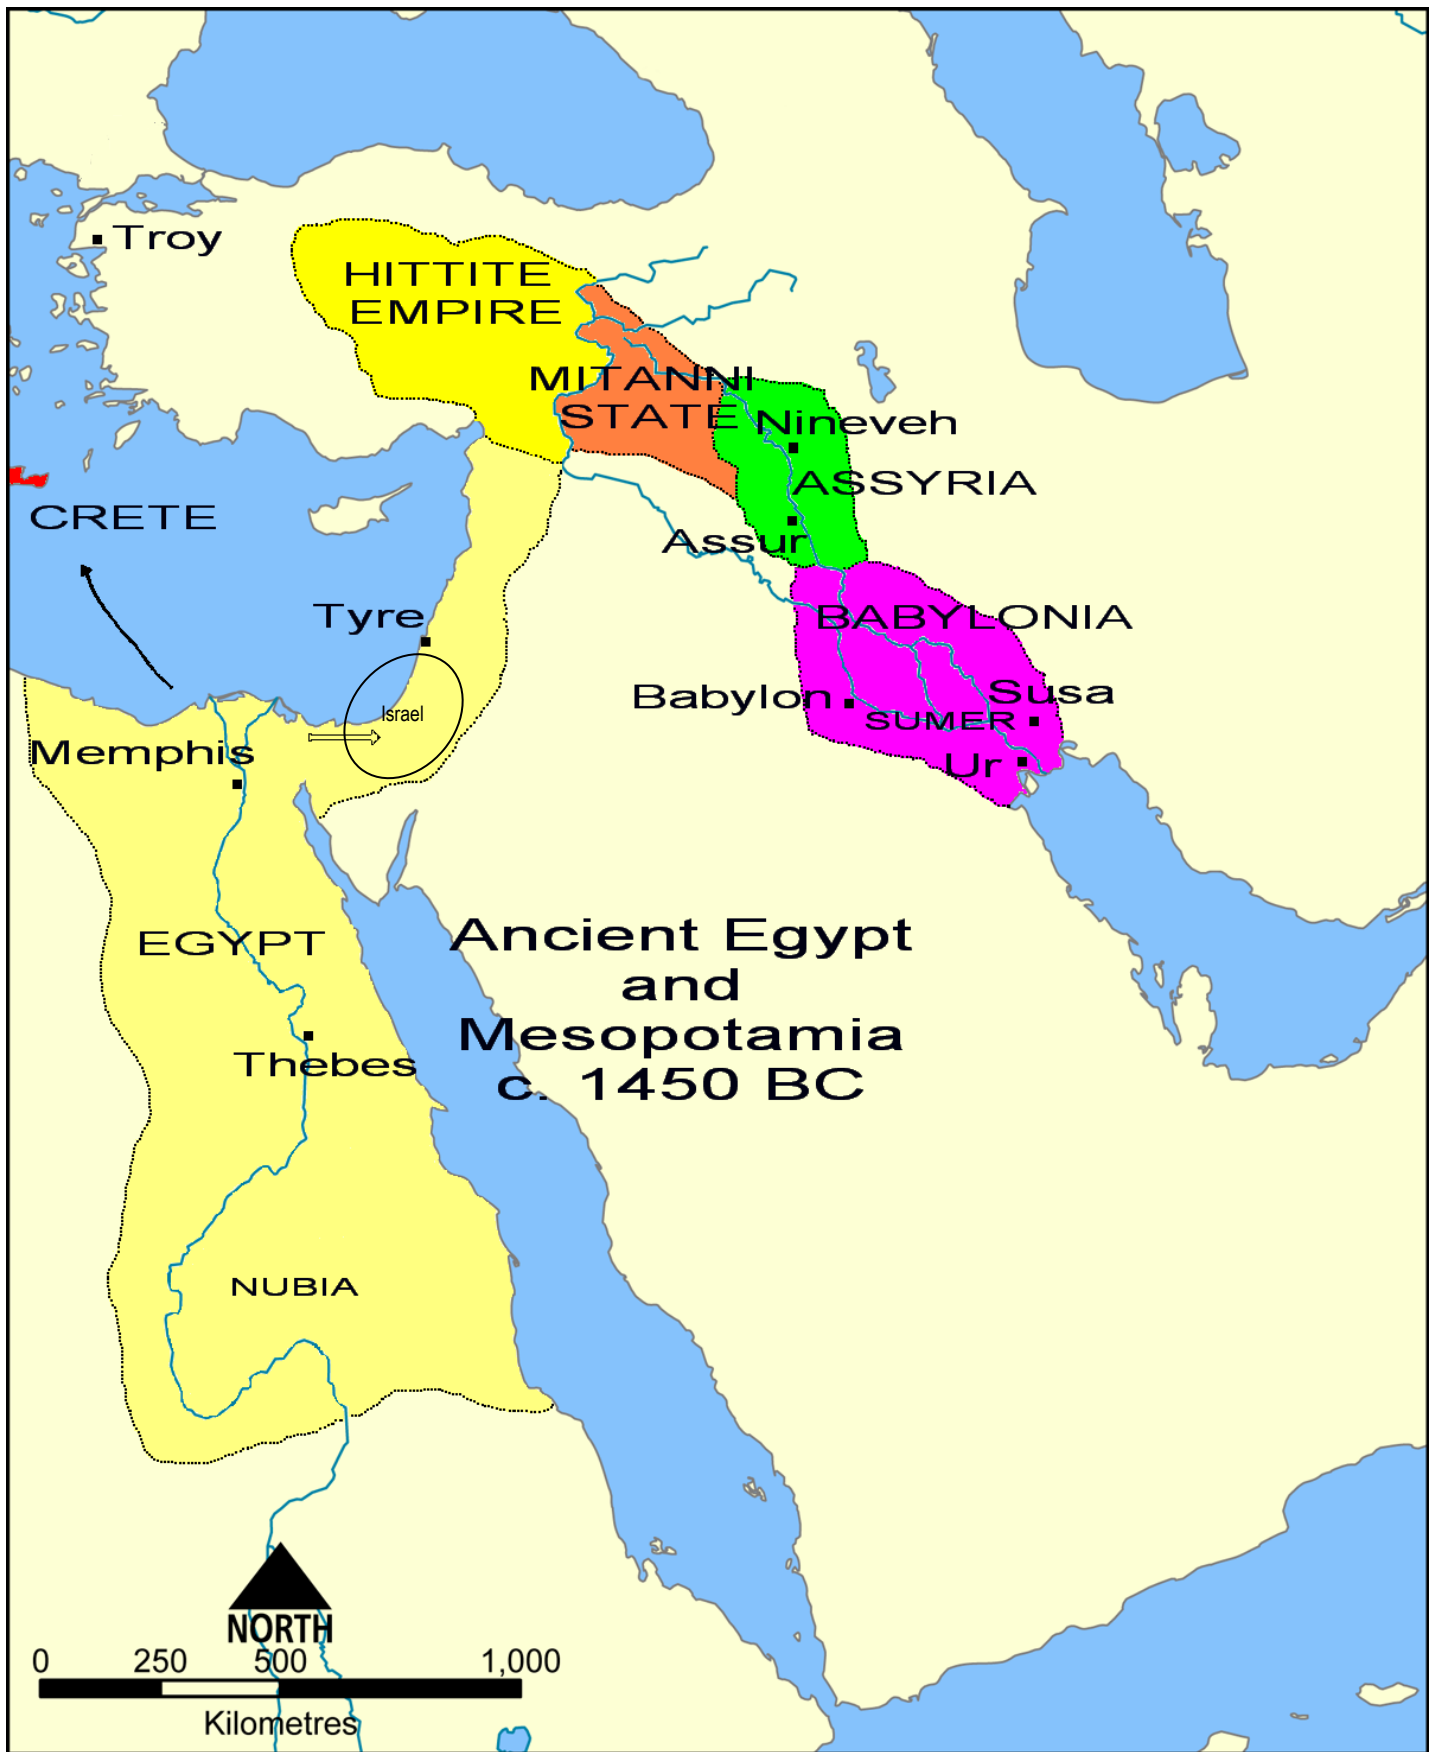 Troy
HITTITE
EMPIRE
MITANNI
STATE
Nineveh
ASSYRIA
CRETE
Assur
Tyre
BABYLONIA
Israel
Babylon
Susa
SUMER
Memphis
Ur
EGYPT
Ancient Egypt
and
Mesopotamia
c. 1450 BC
Thebes
NUBIA
NORTH
0 250 500 1,000
Kilometres